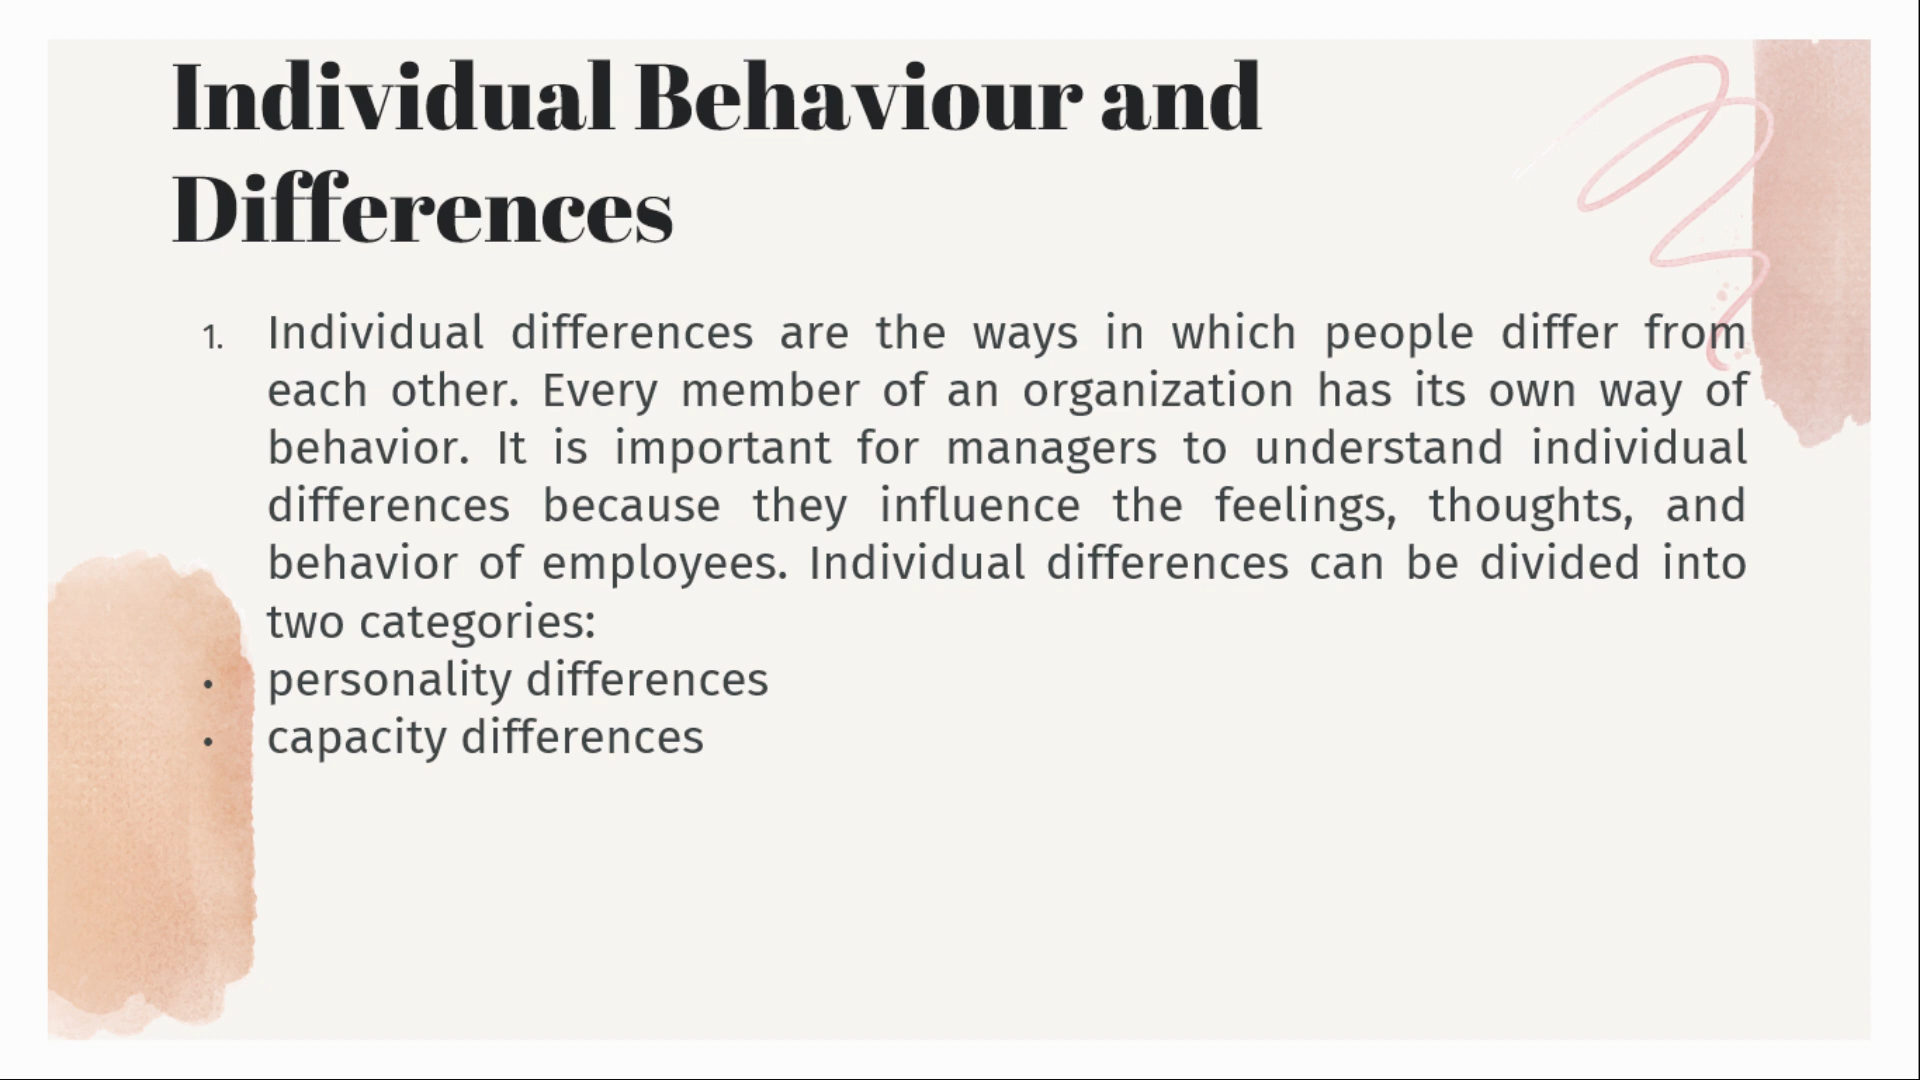 Individual Behaviour and
Differences
1. Individual differences are the ways in which people differ from
each other. Every member of an organization has its own way of
behavior. It is important for managers to understand individual
differences because they influence the feelings, thoughts, and
behavior of employees. Individual differences can be divided into
two categories:
• personality differences
• capacity differences